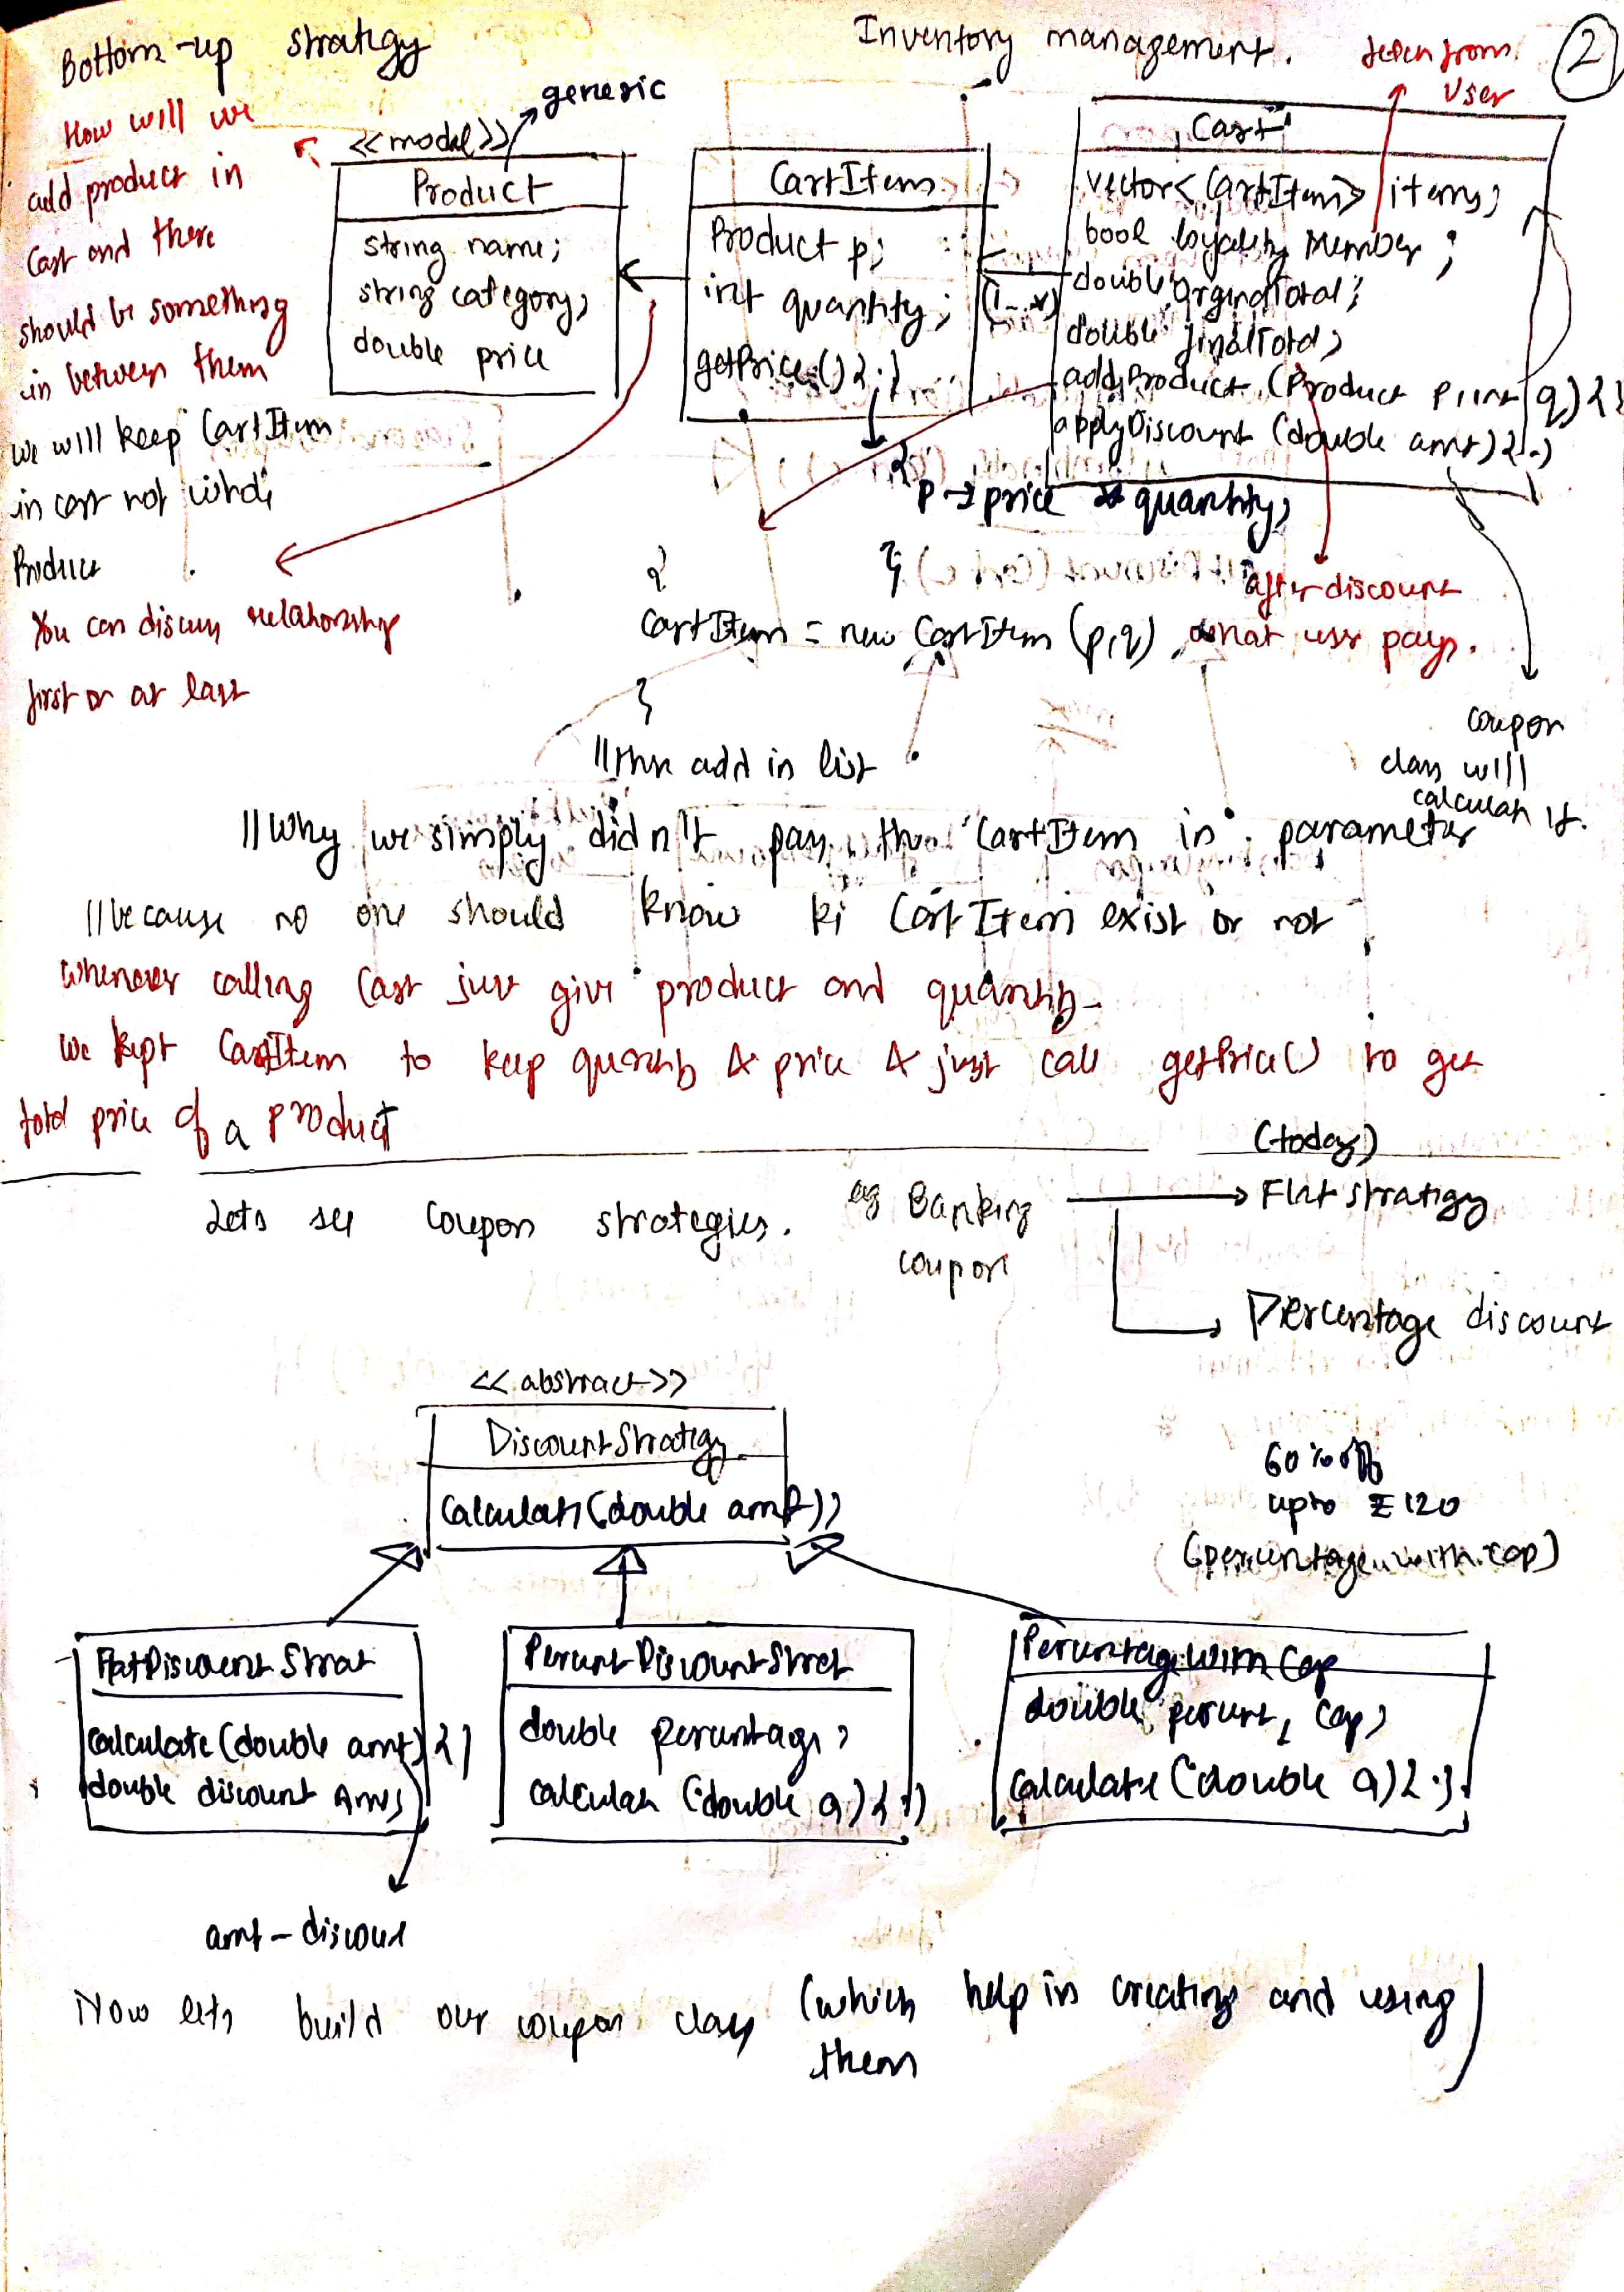 Bottom-up strategy
Inventory management.
taken from User
2
How will we
add product in
Cart and there
should be something
in between them
we will keep CartItem
in cart not
Product
You can discuss relationship
first or at last
<<model>>
generic
Product
string name;
string category;
double price
CartItem
Product p;
int quantity;
getPrice() {.}
Cart
vector<CartItem> items;
bool loyality Member;
double orginalTotal;
double finalTotal;
addProduct (Product p, int q) {}
applyDiscount (double amt) {.}
(1..*)
{
p → price * quantity;
};
after discount
what user pays.
{
CartItem = new CartItem (p,q)
}
//then add in list
coupon
class will
calculate it.
//Why we simply didn't pass the CartItem in parameter
//because no one should know ki CartItem exist or not
whenever calling Cart just give product and quantity
we kept CartItem to keep quantity & price & just call getPrice() to get
total price of a product
(today)
Lets see coupon strategies.
eg Banking
coupon
Flat strategy
Percentage discount
<<abstract>>
DiscountStrategy
Calculate(double amt);
60% off
upto ₹120
(percentage with cap)
FlatDiscountStrat
calculate(double amt) {}
double discount Amt;
PercentDiscountStrat
double percentage;
calculate (double a) {.}
PercentageWithCap
double percent, cap;
Calculate (double a) {.}
amt - discount
Now lets build our coupon class (which help in creating and using
them)